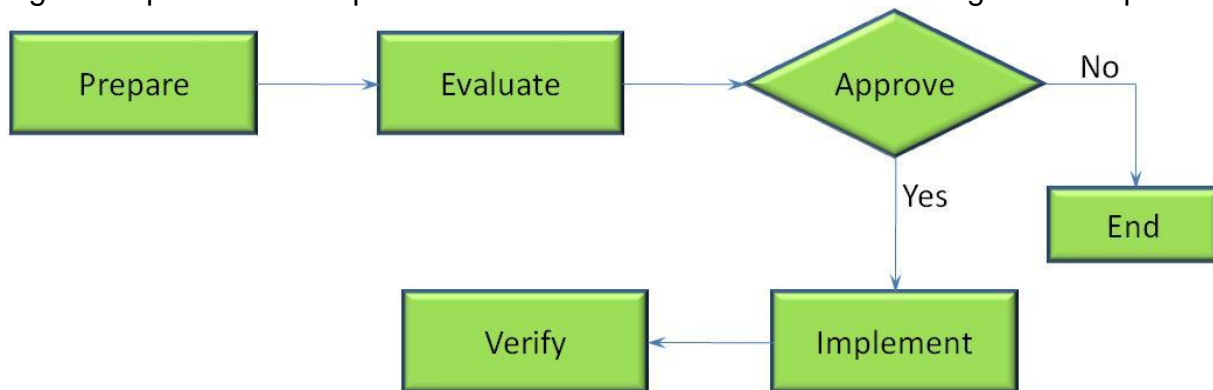 Prepare
Evaluate
Approve
No
Yes
End
Verify
Implement